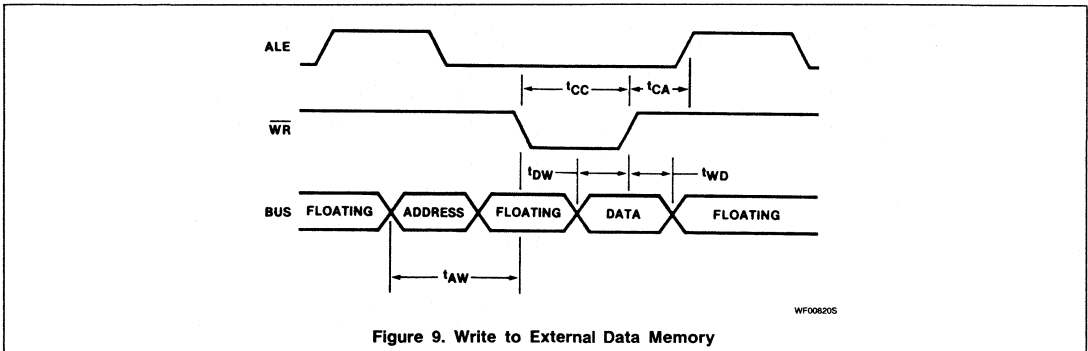 ALE
tCC
tCA
WR
tDW
tWD
BUS FLOATING ADDRESS FLOATING DATA FLOATING
tAW
WF00820S
Figure 9. Write to External Data Memory